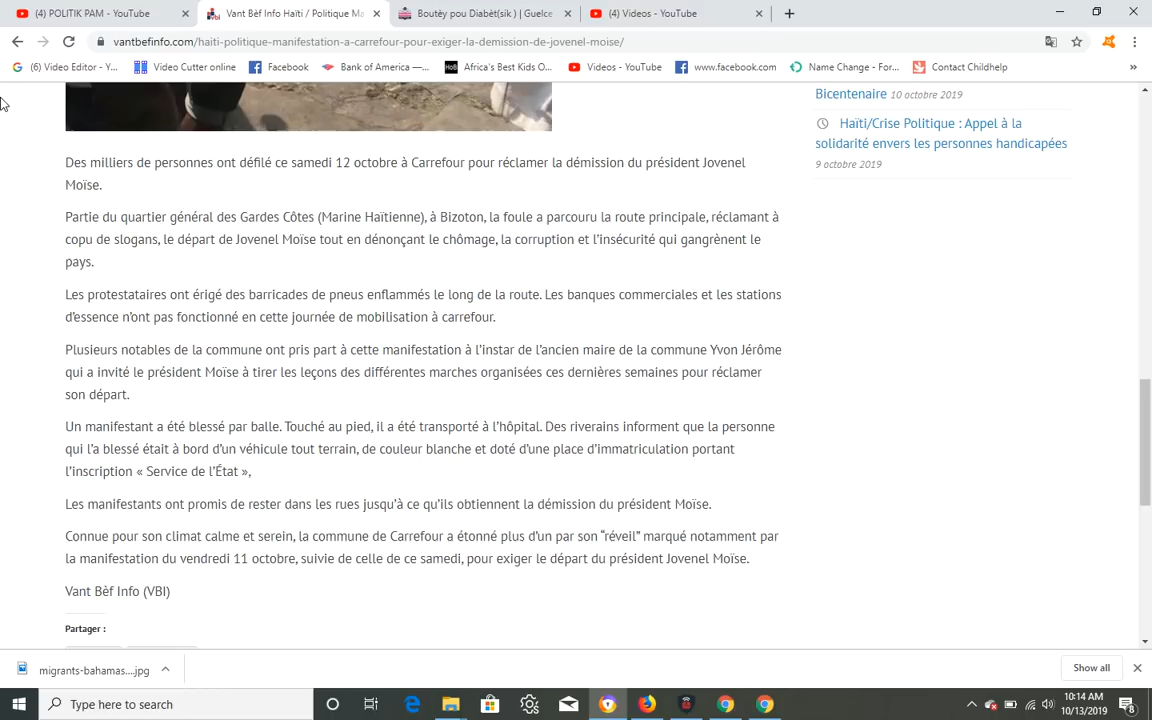 (4) POLITIK PAM - YouTube
Vant Bèf Info Haïti / Politique Ma
Boutèy pou Diabèt(sik ) | Guelce
(4) Videos - YouTube
vantbefinfo.com/haiti-politique-manifestation-a-carrefour-pour-exiger-la-demission-de-jovenel-moise/
(6) Video Editor - Y...
Video Cutter online
Facebook
Bank of America —...
HoB
Africa's Best Kids O...
Videos - YouTube
www.facebook.com
Name Change - For...
Contact Childhelp
»
Bicentenaire 10 octobre 2019
Haïti/Crise Politique : Appel à la
solidarité envers les personnes handicapées
9 octobre 2019
Des milliers de personnes ont défilé ce samedi 12 octobre à Carrefour pour réclamer la démission du président Jovenel
Moïse.
Partie du quartier général des Gardes Côtes (Marine Haïtienne), à Bizoton, la foule a parcouru la route principale, réclamant à
copu de slogans, le départ de Jovenel Moïse tout en dénonçant le chômage, la corruption et l'insécurité qui gangrènent le
pays.
Les protestataires ont érigé des barricades de pneus enflammés le long de la route. Les banques commerciales et les stations
d'essence n'ont pas fonctionné en cette journée de mobilisation à carrefour.
Plusieurs notables de la commune ont pris part à cette manifestation à l'instar de l'ancien maire de la commune Yvon Jérôme
qui a invité le président Moïse à tirer les leçons des différentes marches organisées ces dernières semaines pour réclamer
son départ.
Un manifestant a été blessé par balle. Touché au pied, il a été transporté à l'hôpital. Des riverains informent que la personne
qui l'a blessé était à bord d'un véhicule tout terrain, de couleur blanche et doté d'une place d'immatriculation portant
l'inscription « Service de l'État »,
Les manifestants ont promis de rester dans les rues jusqu'à ce qu'ils obtiennent la démission du président Moïse.
Connue pour son climat calme et serein, la commune de Carrefour a étonné plus d'un par son "réveil" marqué notamment par
la manifestation du vendredi 11 octobre, suivie de celle de ce samedi, pour exiger le départ du président Jovenel Moïse.
Vant Bèf Info (VBI)
Partager :
migrants-bahamas....jpg
Show all
Type here to search
10:14 AM
10/13/2019
8